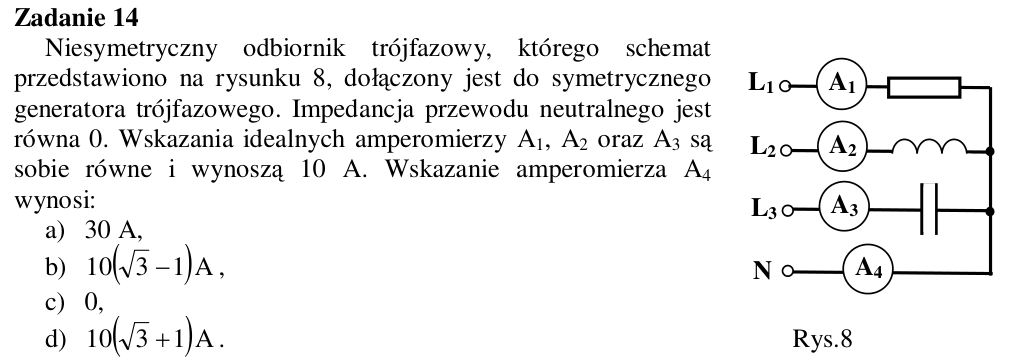 Zadanie 14
Niesymetryczny odbiornik trójfazowy, którego schemat
przedstawiono na rysunku 8, dołączony jest do symetrycznego
generatora trójfazowego. Impedancja przewodu neutralnego jest
równa 0. Wskazania idealnych amperomierzy A₁, A₂ oraz A₃ są
sobie równe i wynoszą 10 A. Wskazanie amperomierza A₄
wynosi:
a) 30 A,
b) 10(√3 – 1) A ,
c) 0,
d) 10(√3 + 1) A .
L₁ A₁
L₂ A₂
L₃ A₃
N A₄
Rys.8